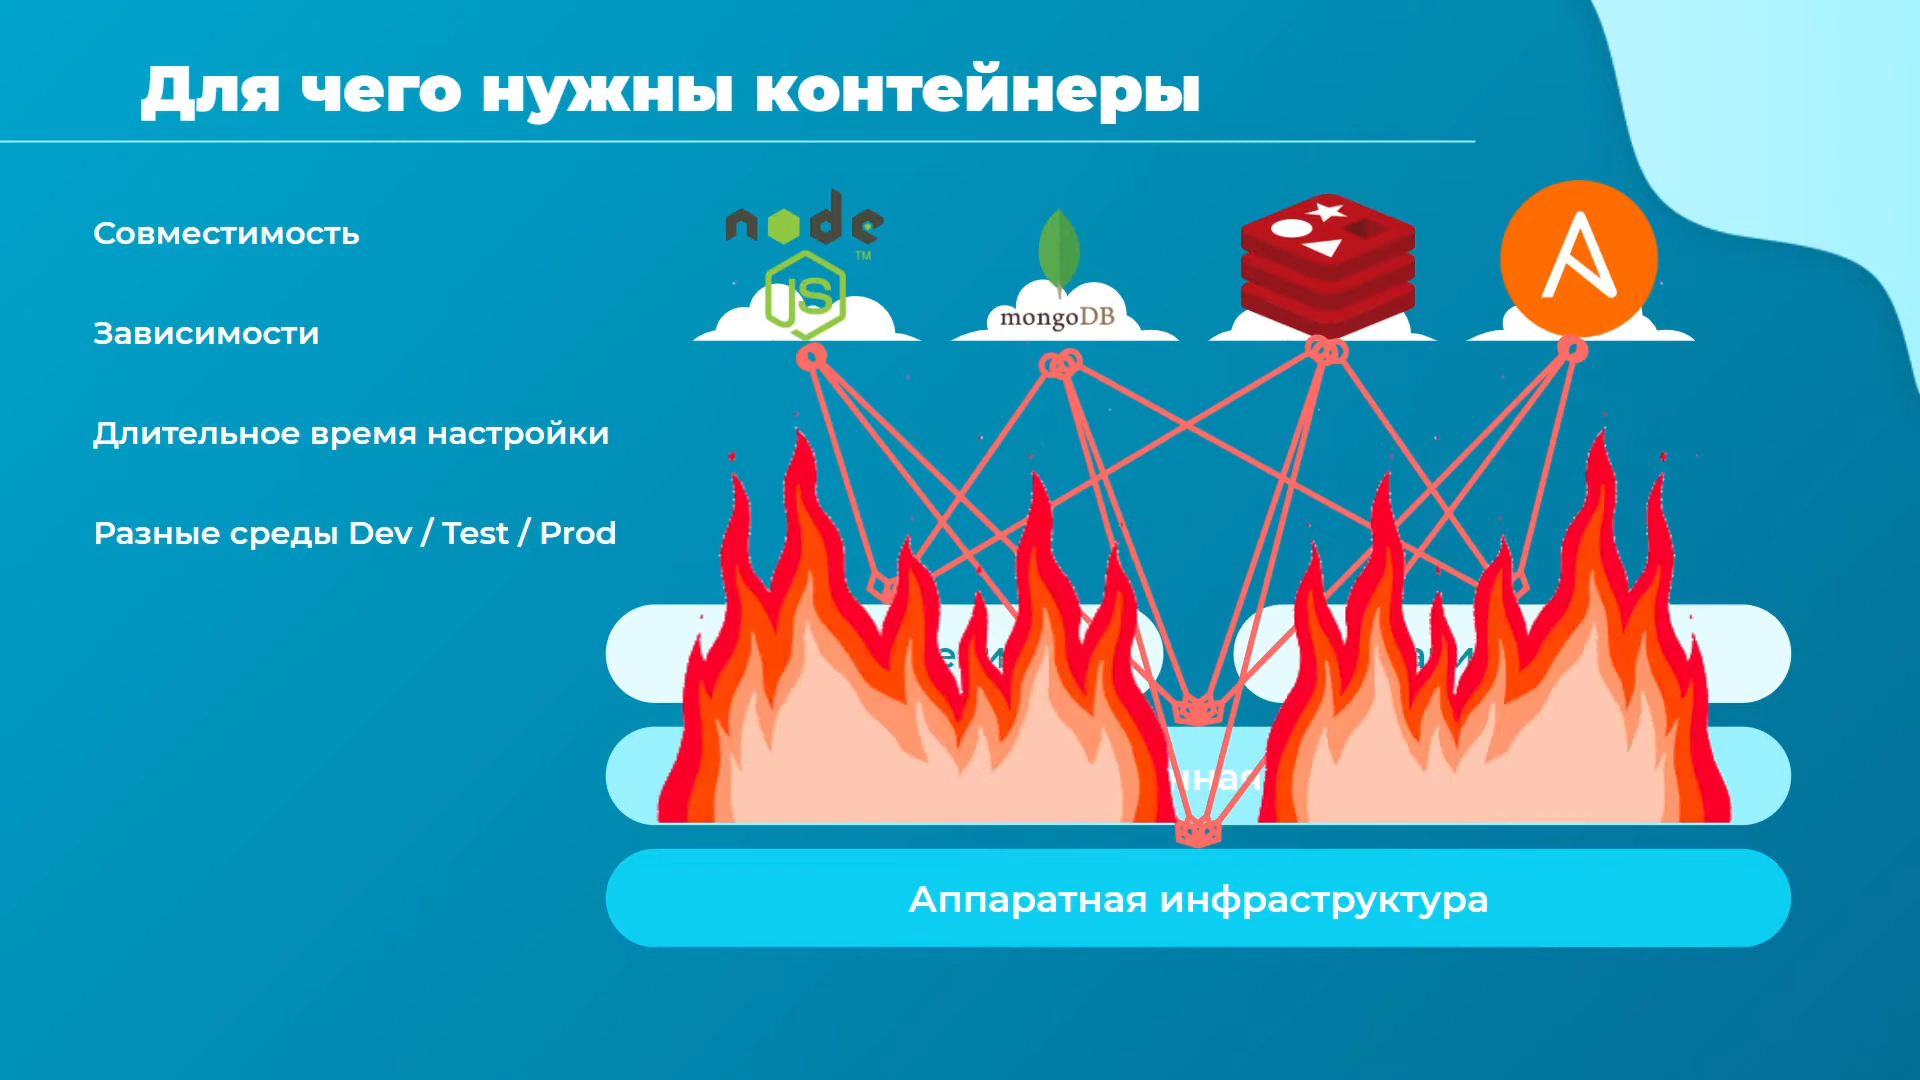 Для чего нужны контейнеры
Совместимость
Зависимости
Длительное время настройки
Разные среды Dev / Test / Prod
node
TM
JS
mongoDB
Аппаратная инфраструктура